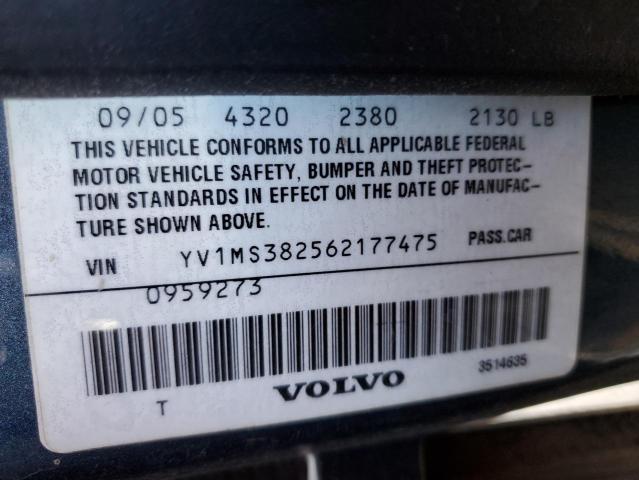 09/05 4320 2380 2130 LB
THIS VEHICLE CONFORMS TO ALL APPLICABLE FEDERAL
MOTOR VEHICLE SAFETY, BUMPER AND THEFT PROTEC-
TION STANDARDS IN EFFECT ON THE DATE OF MANUFAC-
TURE SHOWN ABOVE.
VIN YV1MS382562177475 PASS.CAR
0959273
T VOLVO 3514635